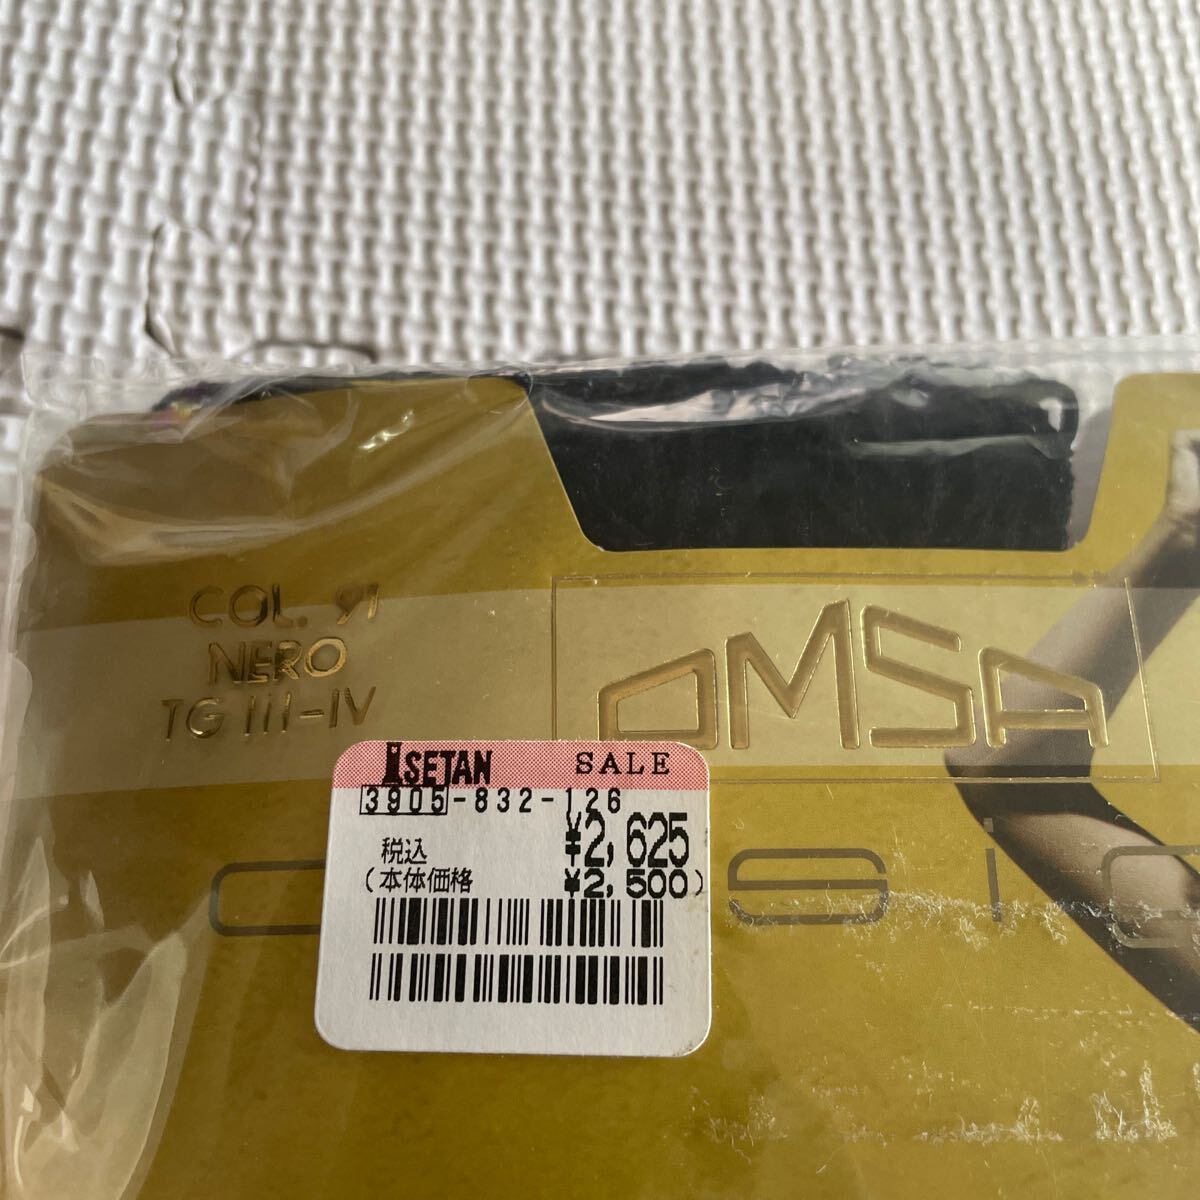 COL. 91
NERO
TG III-IV
OMSA
ISETAN SALE
3905-832-126
税込 ¥2,625
(本体価格 ¥2,500)